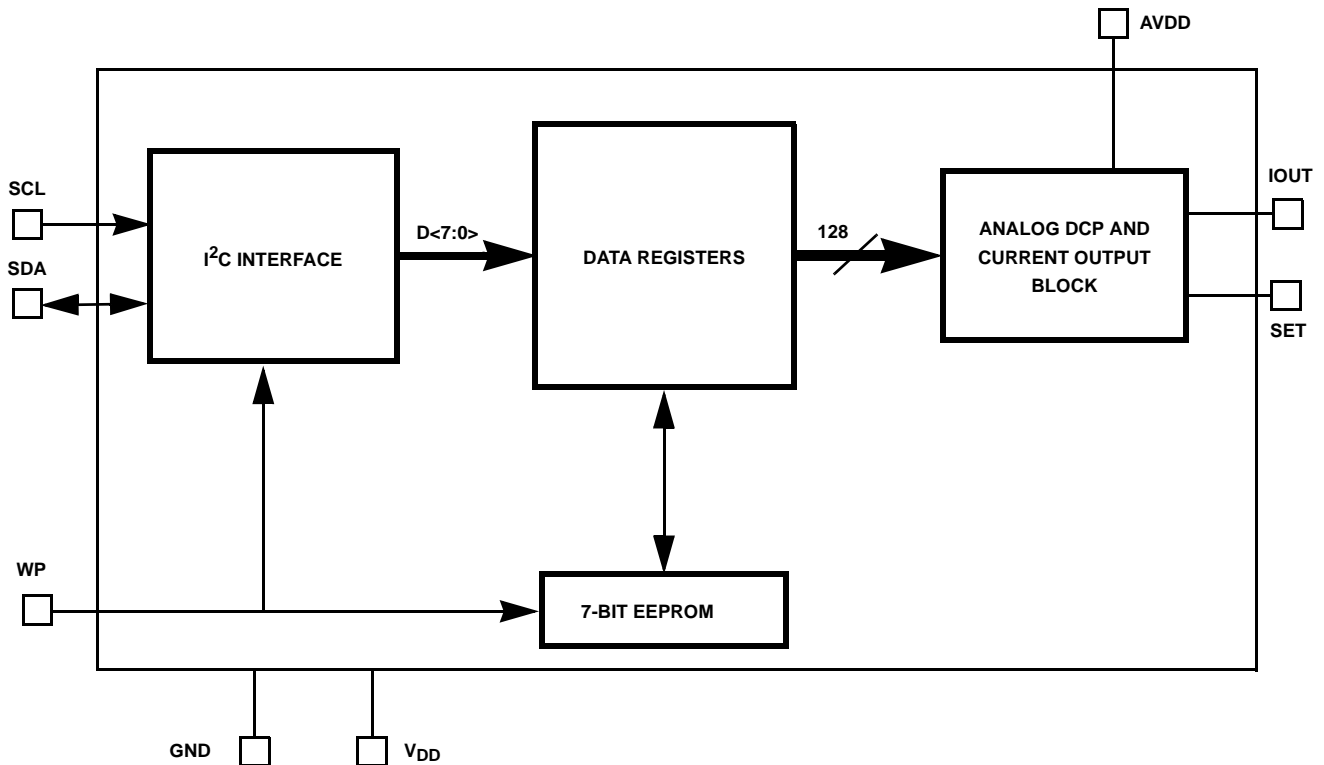 AVDD
SCL
I²C INTERFACE
D<7:0>
DATA REGISTERS
128
ANALOG DCP AND
CURRENT OUTPUT
BLOCK
IOUT
SDA
SET
WP
7-BIT EEPROM
GND
VDD